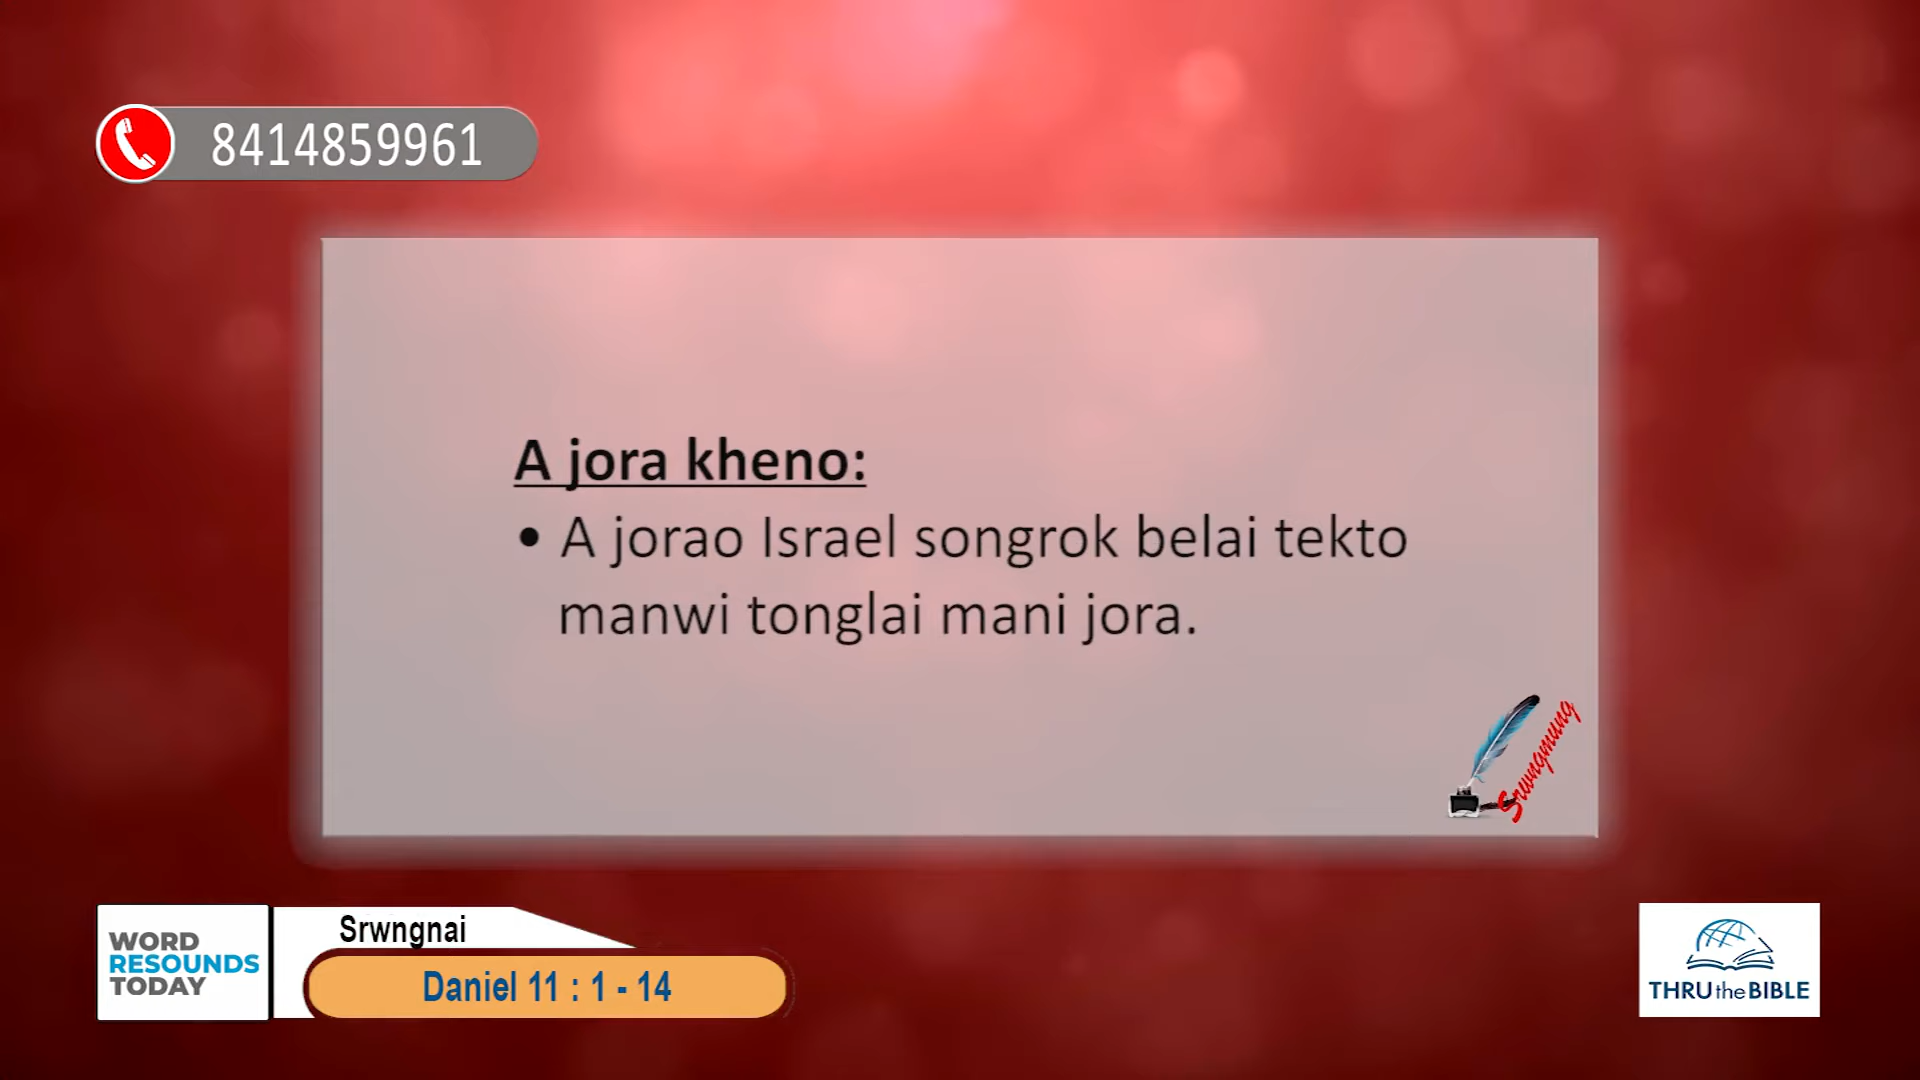 8414859961
A jora kheno:
• A jorao Israel songrok belai tekto
manwi tonglai mani jora.
Srwngmung
WORD
RESOUNDS
TODAY
Srwngnai
Daniel 11 : 1 - 14
THRU the BIBLE